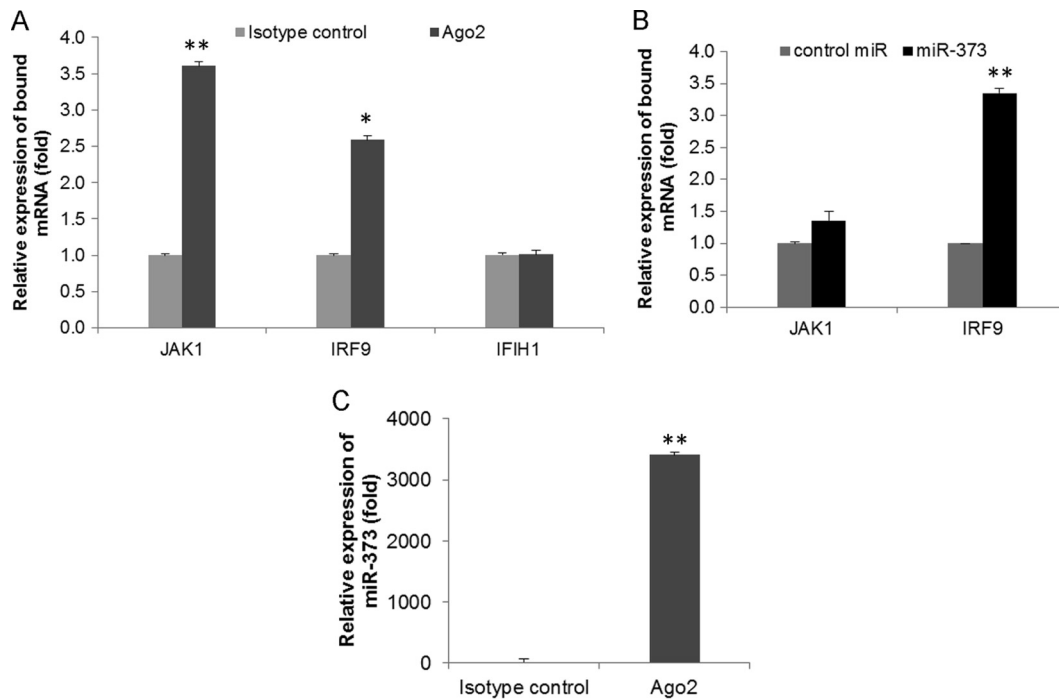 A
Isotype control Ago2
Relative expression of bound
mRNA (fold)
4.0
3.5
3.0
2.5
2.0
1.5
1.0
0.5
0.0
**
*
JAK1 IRF9 IFIH1
B
control miR miR-373
Relative expression of bound
mRNA (fold)
4.0
3.5
3.0
2.5
2.0
1.5
1.0
0.5
0.0
**
JAK1 IRF9
C
Relative expression of
miR-373 (fold)
4000
3000
2000
1000
0
**
Isotype control Ago2